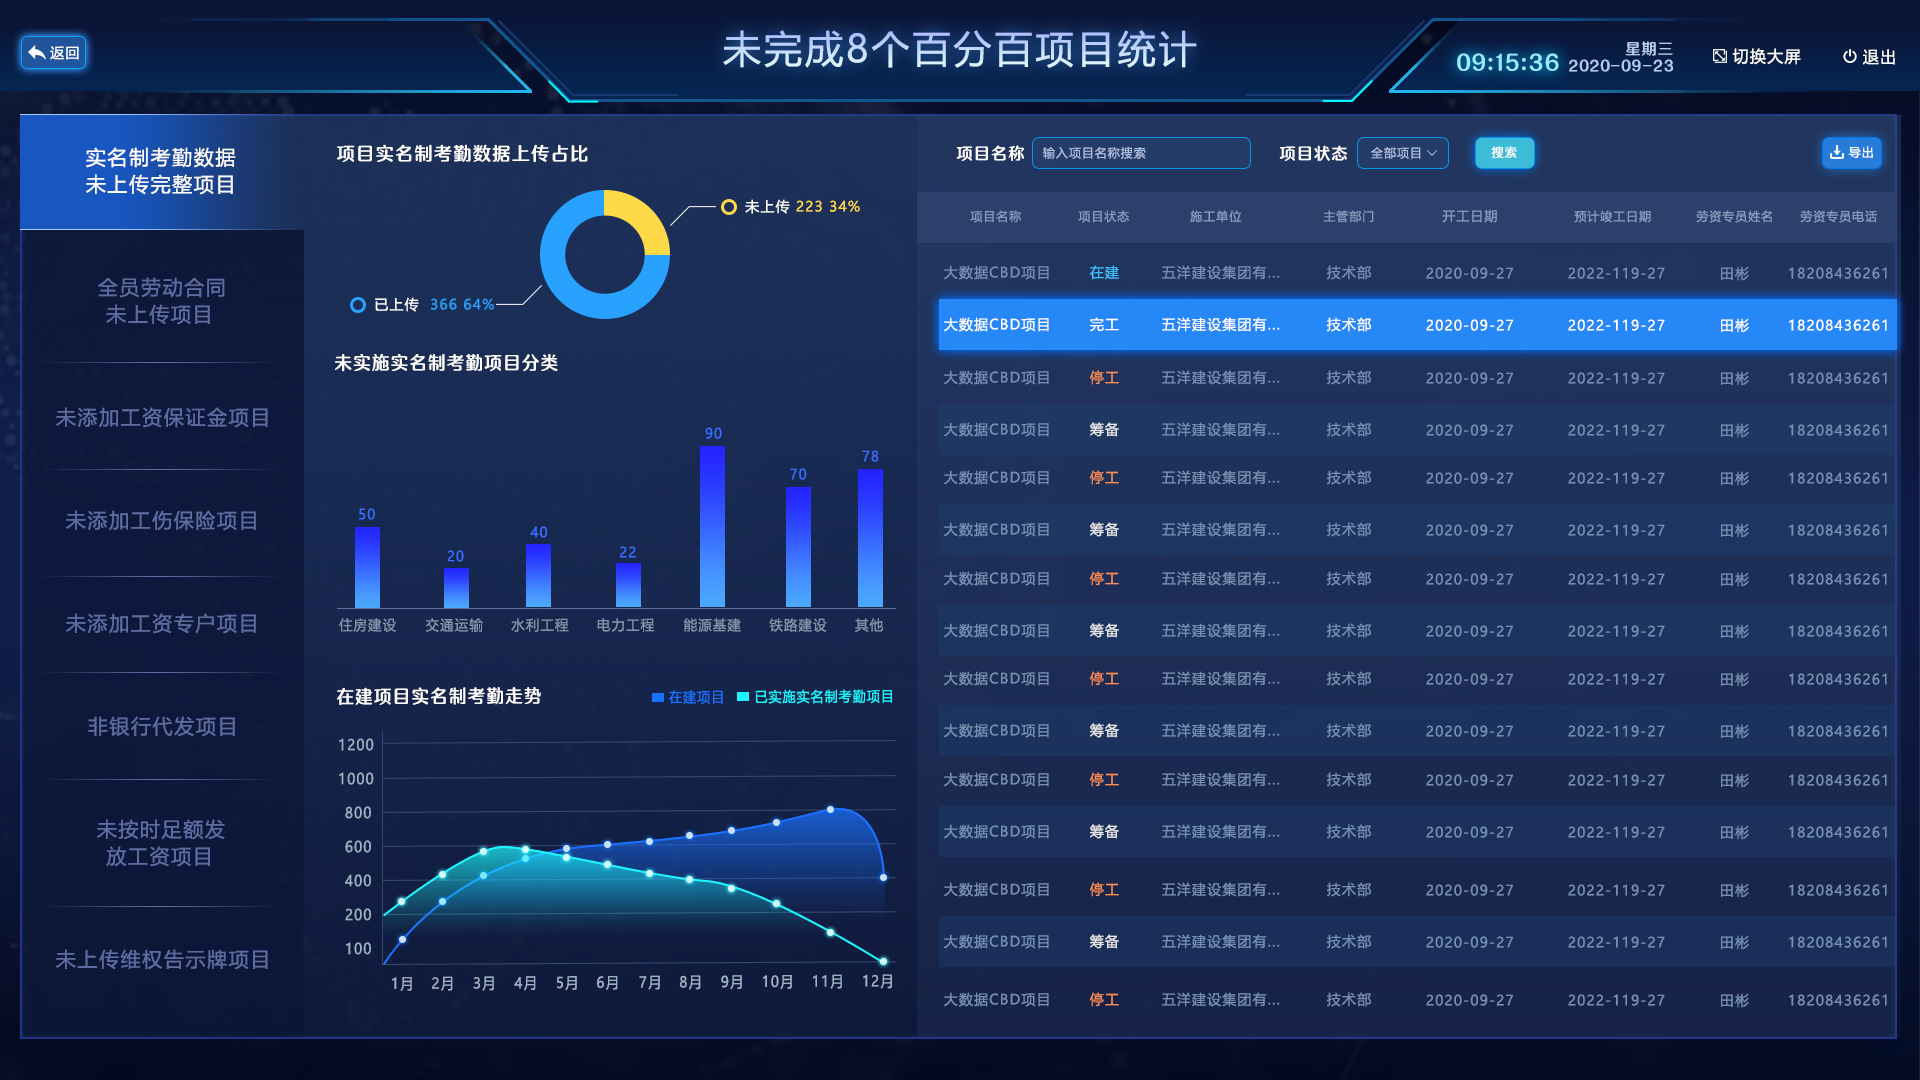 返回
未完成8个百分百项目统计
09:15:36
星期三
2020-09-23
切换大屏
退出
实名制考勤数据
未上传完整项目
全员劳动合同
未上传项目
未添加工资保证金项目
未添加工伤保险项目
未添加工资专户项目
非银行代发项目
未按时足额发
放工资项目
未上传维权告示牌项目
项目实名制考勤数据上传占比
未上传 223 34%
已上传 366 64%
未实施实名制考勤项目分类
50 20 40 22 90 70 78
住房建设 交通运输 水利工程 电力工程 能源基建 铁路建设 其他
在建项目实名制考勤走势
在建项目 已实施实名制考勤项目
1200
1000
800
600
400
200
100
1月 2月 3月 4月 5月 6月 7月 8月 9月 10月 11月 12月
项目名称 输入项目名称搜索 项目状态 全部项目 搜索 导出
项目名称 项目状态 施工单位 主管部门 开工日期 预计竣工日期 劳资专员姓名 劳资专员电话
大数据CBD项目 在建 五洋建设集团有... 技术部 2020-09-27 2022-119-27 田彬 18208436261
大数据CBD项目 完工 五洋建设集团有... 技术部 2020-09-27 2022-119-27 田彬 18208436261
大数据CBD项目 停工 五洋建设集团有... 技术部 2020-09-27 2022-119-27 田彬 18208436261
大数据CBD项目 筹备 五洋建设集团有... 技术部 2020-09-27 2022-119-27 田彬 18208436261
大数据CBD项目 停工 五洋建设集团有... 技术部 2020-09-27 2022-119-27 田彬 18208436261
大数据CBD项目 筹备 五洋建设集团有... 技术部 2020-09-27 2022-119-27 田彬 18208436261
大数据CBD项目 停工 五洋建设集团有... 技术部 2020-09-27 2022-119-27 田彬 18208436261
大数据CBD项目 筹备 五洋建设集团有... 技术部 2020-09-27 2022-119-27 田彬 18208436261
大数据CBD项目 停工 五洋建设集团有... 技术部 2020-09-27 2022-119-27 田彬 18208436261
大数据CBD项目 筹备 五洋建设集团有... 技术部 2020-09-27 2022-119-27 田彬 18208436261
大数据CBD项目 停工 五洋建设集团有... 技术部 2020-09-27 2022-119-27 田彬 18208436261
大数据CBD项目 筹备 五洋建设集团有... 技术部 2020-09-27 2022-119-27 田彬 18208436261
大数据CBD项目 停工 五洋建设集团有... 技术部 2020-09-27 2022-119-27 田彬 18208436261
大数据CBD项目 筹备 五洋建设集团有... 技术部 2020-09-27 2022-119-27 田彬 18208436261
大数据CBD项目 停工 五洋建设集团有... 技术部 2020-09-27 2022-119-27 田彬 18208436261